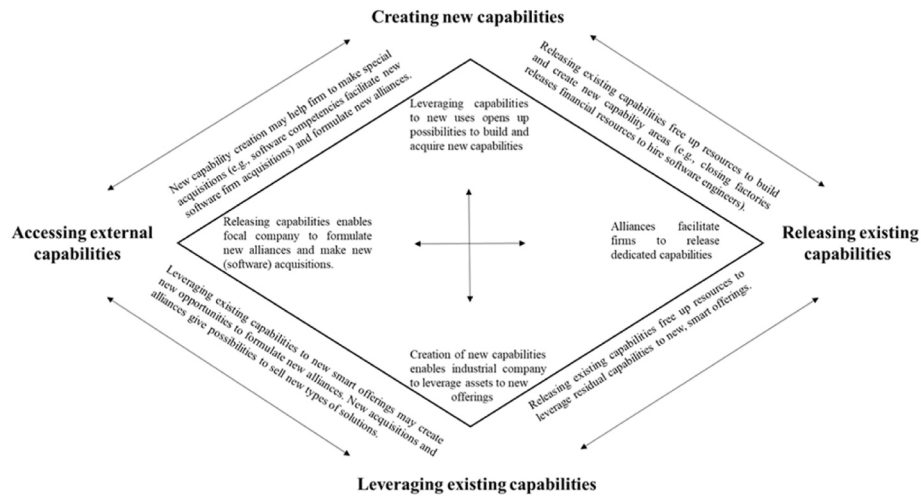 Creating new capabilities
New capability creation may help firm to make special
acquisitions (e.g., software competencies facilitate new
software firm acquisitions) and formulate new alliances.
Releasing existing capabilities free up resources to build
and create new capability areas (e.g., closing factories
releases financial resources to hire software engineers).
Leveraging capabilities
to new uses opens up
possibilities to build and
acquire new capabilities
Accessing external
capabilities
Releasing capabilities enables
focal company to formulate
new alliances and make new
(software) acquisitions.
Alliances facilitate
firms to release
dedicated capabilities
Releasing existing
capabilities
Leveraging existing capabilities to new smart offerings may create
new opportunities to formulate new alliances. New acquisitions and
alliances give possibilities to sell new types of solutions.
Creation of new capabilities
enables industrial company
to leverage assets to new
offerings
Releasing existing capabilities free up resources to
leverage residual capabilities to new, smart offerings.
Leveraging existing capabilities